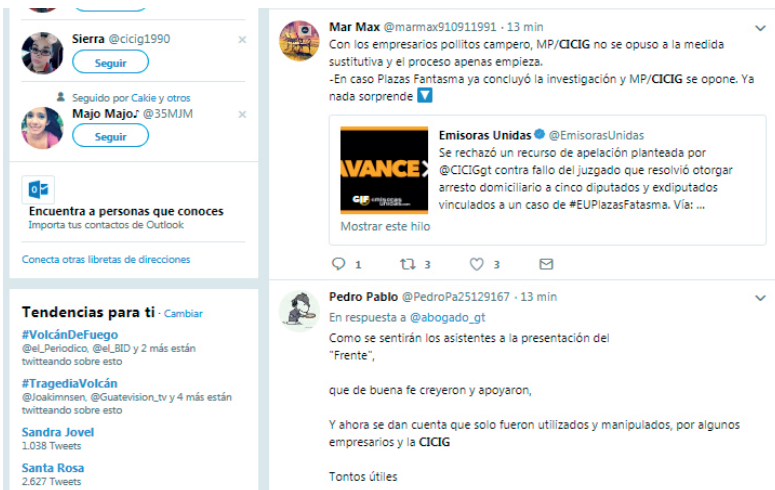 Sierra @cicig1990
Seguir
Seguido por Cakie y otros
Majo Majo♪ @35MJM
Seguir
Encuentra a personas que conoces
Importa tus contactos de Outlook
Conecta otras libretas de direcciones
Tendencias para ti · Cambiar
#VolcánDeFuego
@el_Periodico, @el_BID y 2 más están
twitteando sobre esto
#TragediaVolcán
@Joakimnsen, @Guatevision_tv y 4 más están
twitteando sobre esto
Sandra Jovel
1.038 Tweets
Santa Rosa
2.627 Tweets
Mar Max @marmax910911991 · 13 min
Con los empresarios pollitos campero, MP/CICIG no se opuso a la medida
sustitutiva y el proceso apenas empieza.
-En caso Plazas Fantasma ya concluyó la investigación y MP/CICIG se opone. Ya
nada sorprende
AVANCE
GIF emisoras unidas
Emisoras Unidas @EmisorasUnidas
Se rechazó un recurso de apelación planteada por
@CICIGgt contra fallo del juzgado que resolvió otorgar
arresto domiciliario a cinco diputados y exdiputados
vinculados a un caso de #EUPlazasFatasma. Vía: ...
Mostrar este hilo
1 3 3
Pedro Pablo @PedroPa25129167 · 13 min
En respuesta a @abogado_gt
Como se sentirán los asistentes a la presentación del
"Frente",
que de buena fe creyeron y apoyaron,
Y ahora se dan cuenta que solo fueron utilizados y manipulados, por algunos
empresarios y la CICIG
Tontos útiles